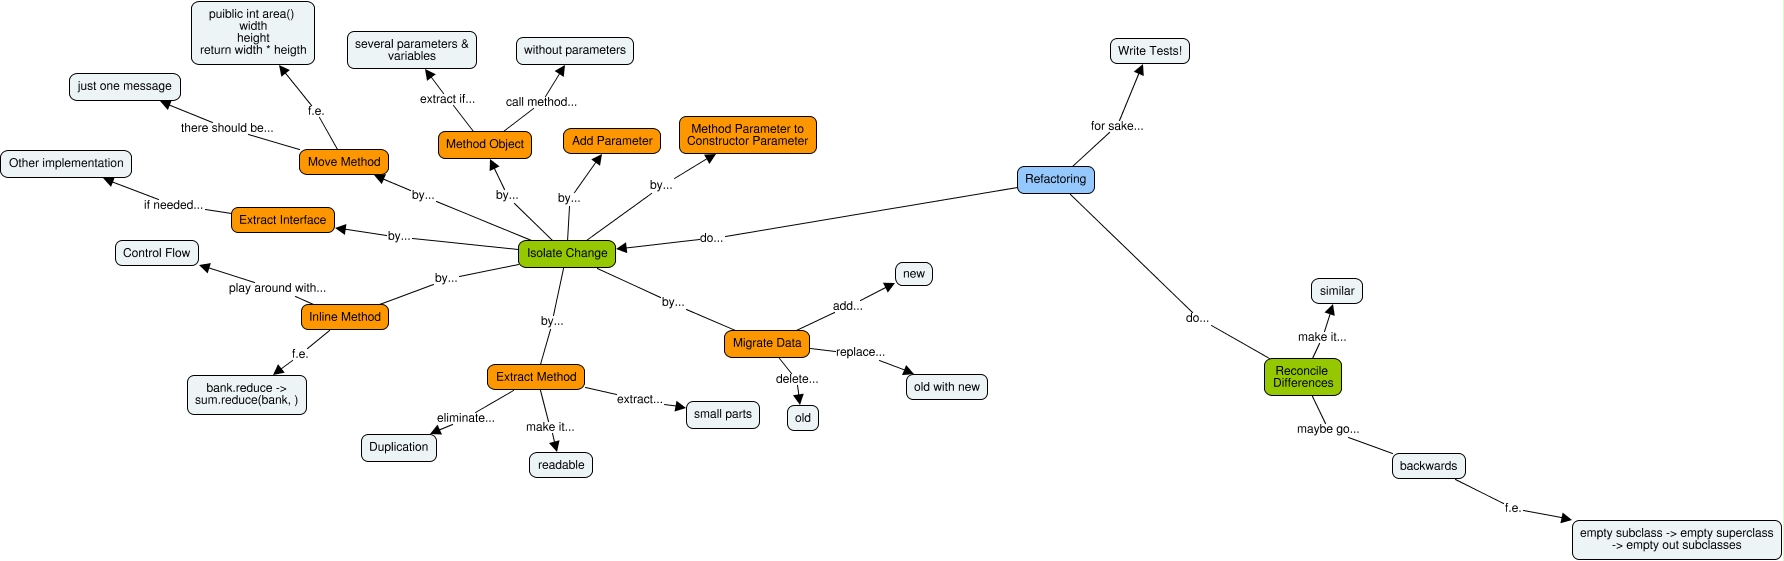 puiblic int area()
width
height
return width * heigth
several parameters &
variables
without parameters
Write Tests!
just one message
extract if...
call method...
f.e.
there should be...
for sake...
Method Object
Add Parameter
Method Parameter to
Constructor Parameter
Other implementation
Move Method
Refactoring
by...
by...
by...
by...
if needed...
Extract Interface
by...
do...
Control Flow
Isolate Change
new
play around with...
by...
similar
by...
add...
Inline Method
by...
do...
make it...
Migrate Data
replace...
f.e.
Extract Method
delete...
Reconcile
Differences
bank.reduce ->
sum.reduce(bank, )
old with new
extract...
eliminate...
small parts
old
make it...
maybe go...
Duplication
readable
backwards
f.e.
empty subclass -> empty superclass
-> empty out subclasses